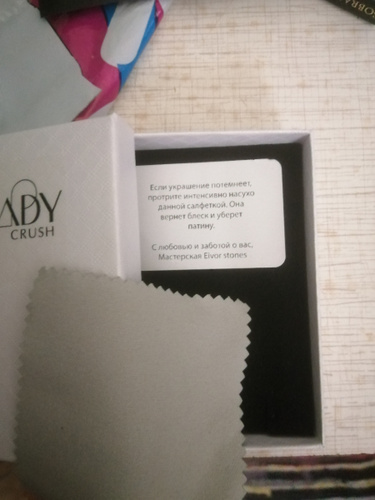 ADY
CRUSH
Если украшение потемнеет,
протрите интенсивно насухо
данной салфеткой. Она
вернет блеск и уберет
патину.
С любовью и заботой о вас,
Мастерская Eivor stones